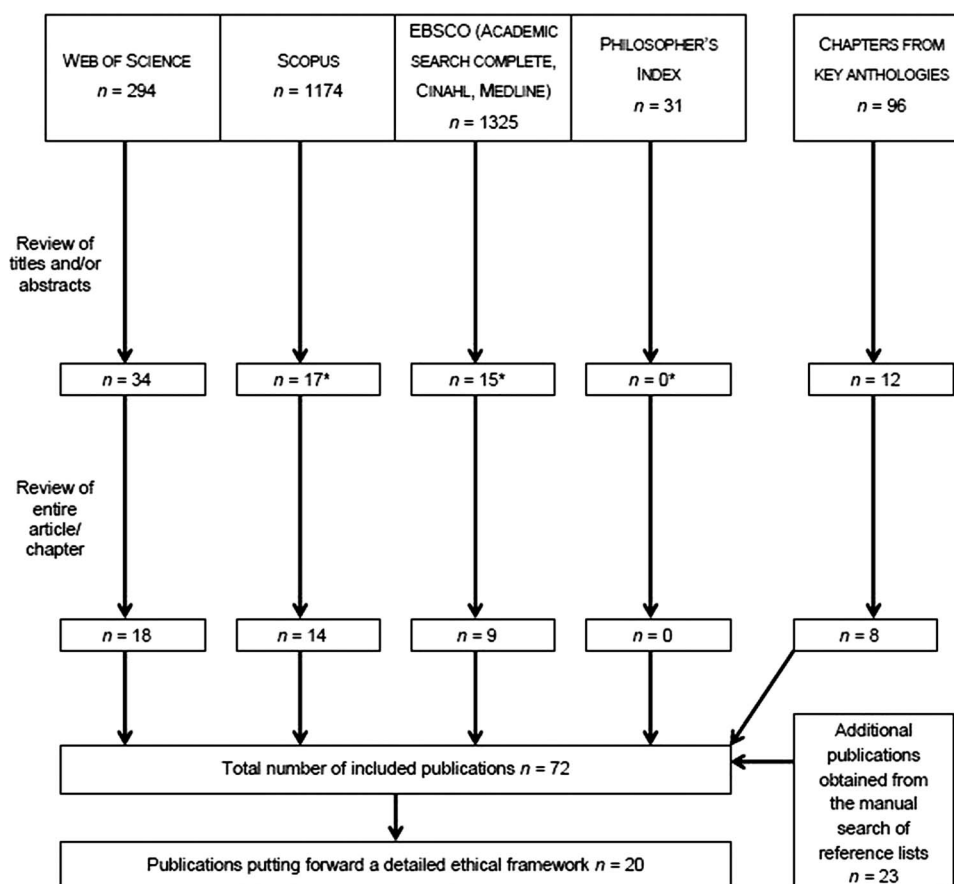 WEB OF SCIENCE
n = 294
SCOPUS
n = 1174
EBSCO (ACADEMIC
SEARCH COMPLETE,
CINAHL, MEDLINE)
n = 1325
PHILOSOPHER'S
INDEX
n = 31
CHAPTERS FROM
KEY ANTHOLOGIES
n = 96
Review of
titles and/or
abstracts
n = 34
n = 17*
n = 15*
n = 0*
n = 12
Review of
entire
article/
chapter
n = 18
n = 14
n = 9
n = 0
n = 8
Total number of included publications n = 72
Additional
publications
obtained from
the manual
search of
reference lists
n = 23
Publications putting forward a detailed ethical framework n = 20